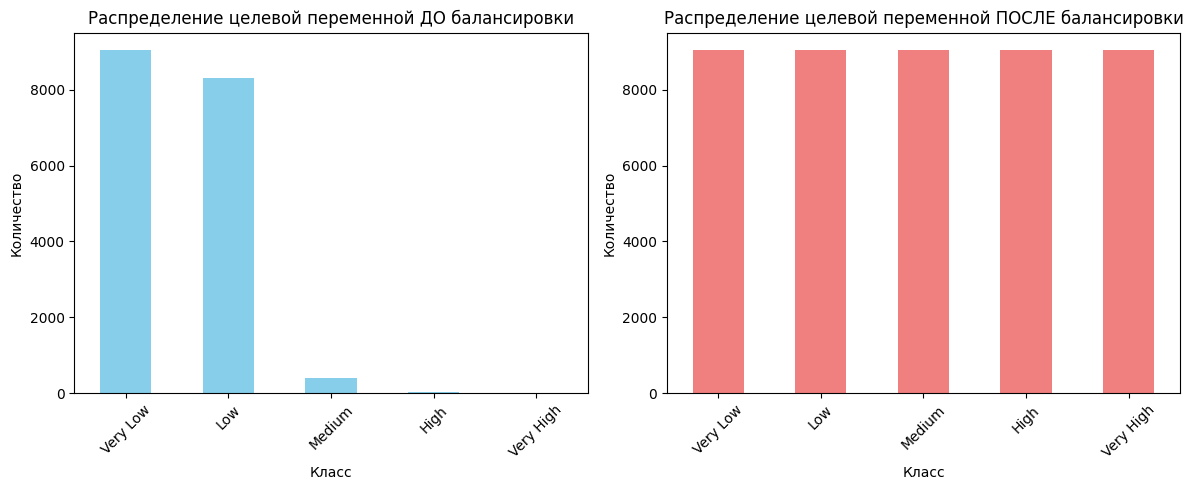 Распределение целевой переменной ДО балансировки
Количество
8000
6000
4000
2000
0
Very Low
Low
Medium
High
Very High
Класс
Распределение целевой переменной ПОСЛЕ балансировки
Количество
8000
6000
4000
2000
0
Very Low
Low
Medium
High
Very High
Класс